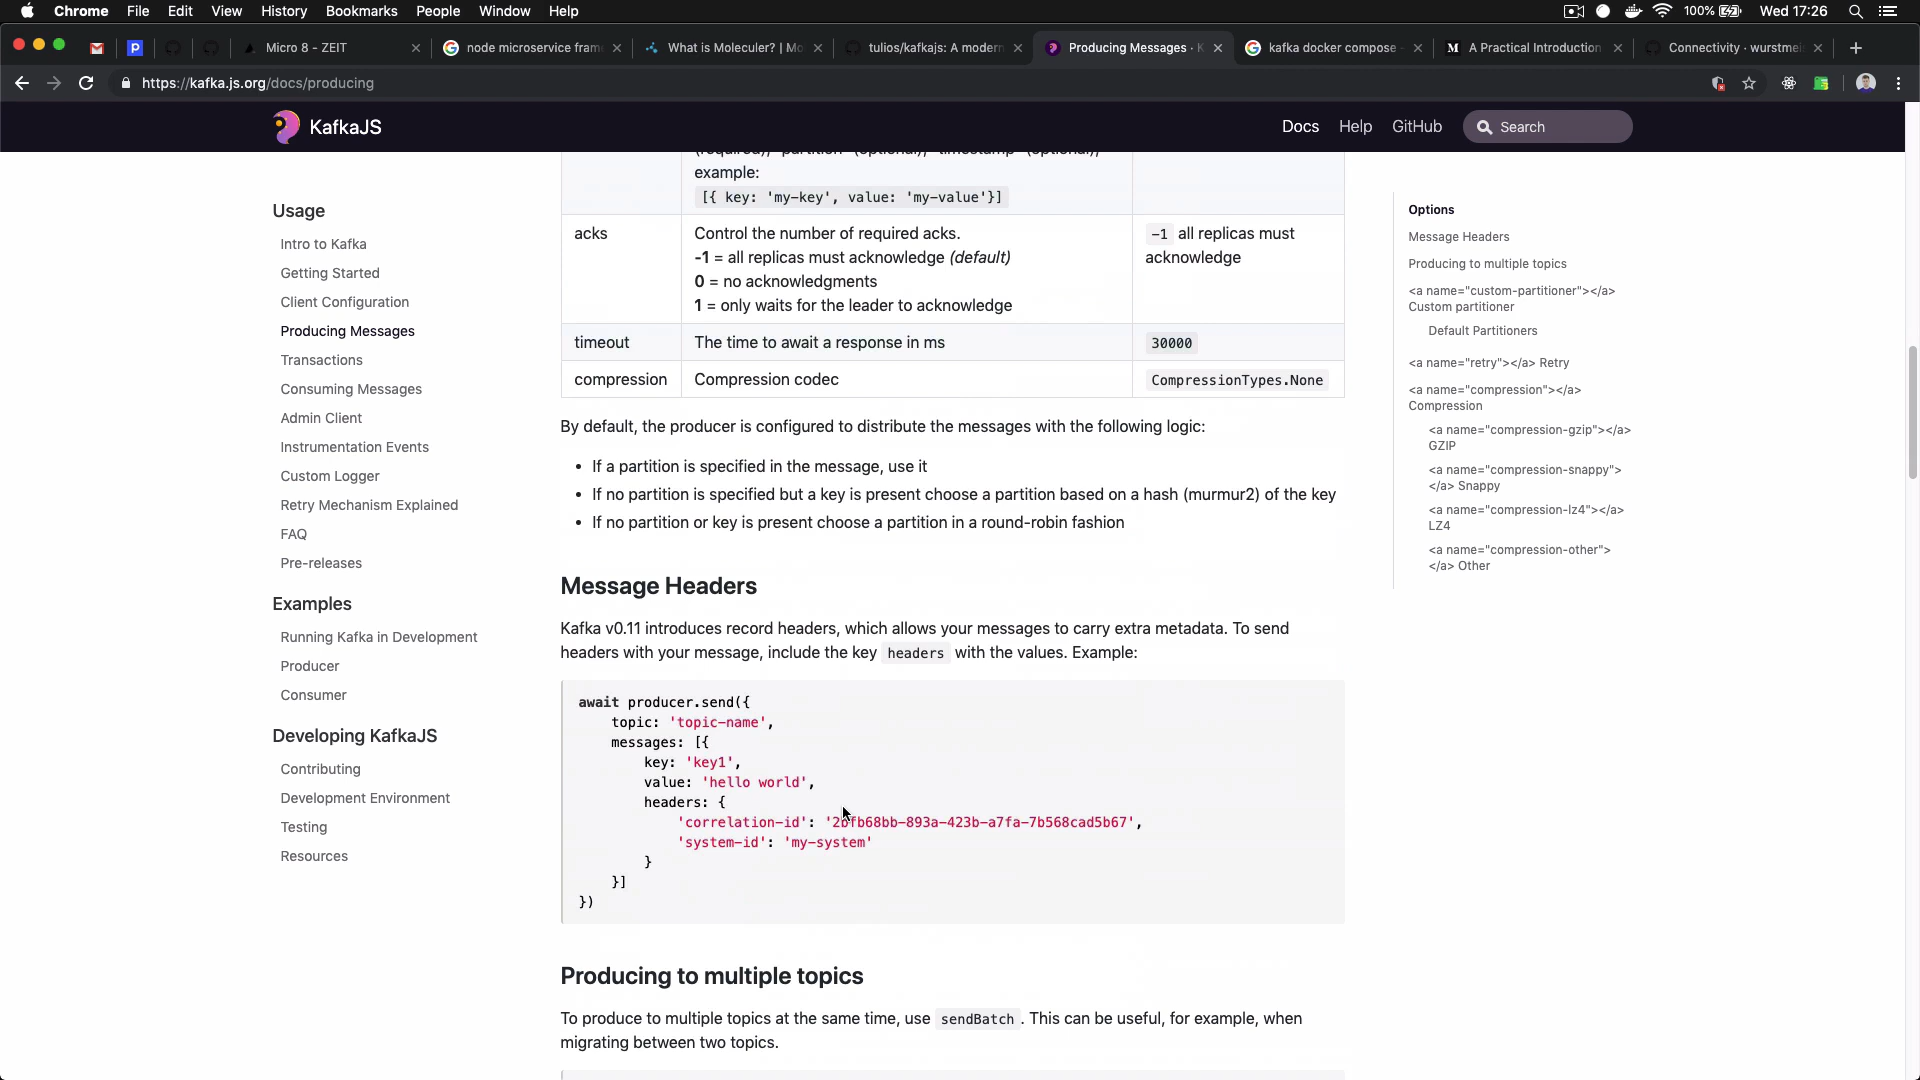 Chrome File Edit View History Bookmarks People Window Help 100% Wed 17:26
Micro 8 - ZEIT
node microservice fram
What is Moleculer? | Mo
tulios/kafkajs: A modern
Producing Messages · K
kafka docker compose -
A Practical Introduction
Connectivity · wurstmei
https://kafka.js.org/docs/producing
KafkaJS
Docs Help GitHub Search
Usage
Intro to Kafka
Getting Started
Client Configuration
Producing Messages
Transactions
Consuming Messages
Admin Client
Instrumentation Events
Custom Logger
Retry Mechanism Explained
FAQ
Pre-releases
Examples
Running Kafka in Development
Producer
Consumer
Developing KafkaJS
Contributing
Development Environment
Testing
Resources
(required), partition (optional), timestamp (optional),
example:
[{ key: 'my-key', value: 'my-value'}]
acks
Control the number of required acks.
-1 = all replicas must acknowledge (default)
0 = no acknowledgments
1 = only waits for the leader to acknowledge
-1 all replicas must
acknowledge
timeout The time to await a response in ms 30000
compression Compression codec CompressionTypes.None
By default, the producer is configured to distribute the messages with the following logic:
• If a partition is specified in the message, use it
• If no partition is specified but a key is present choose a partition based on a hash (murmur2) of the key
• If no partition or key is present choose a partition in a round-robin fashion
Message Headers
Kafka v0.11 introduces record headers, which allows your messages to carry extra metadata. To send
headers with your message, include the key headers with the values. Example:
await producer.send({
topic: 'topic-name',
messages: [{
key: 'key1',
value: 'hello world',
headers: {
'correlation-id': '2bfb68bb-893a-423b-a7fa-7b568cad5b67',
'system-id': 'my-system'
}
}]
})
Producing to multiple topics
To produce to multiple topics at the same time, use sendBatch . This can be useful, for example, when
migrating between two topics.
Options
Message Headers
Producing to multiple topics
<a name="custom-partitioner"></a>
Custom partitioner
Default Partitioners
<a name="retry"></a> Retry
<a name="compression"></a>
Compression
<a name="compression-gzip"></a>
GZIP
<a name="compression-snappy">
</a> Snappy
<a name="compression-lz4"></a>
LZ4
<a name="compression-other">
</a> Other